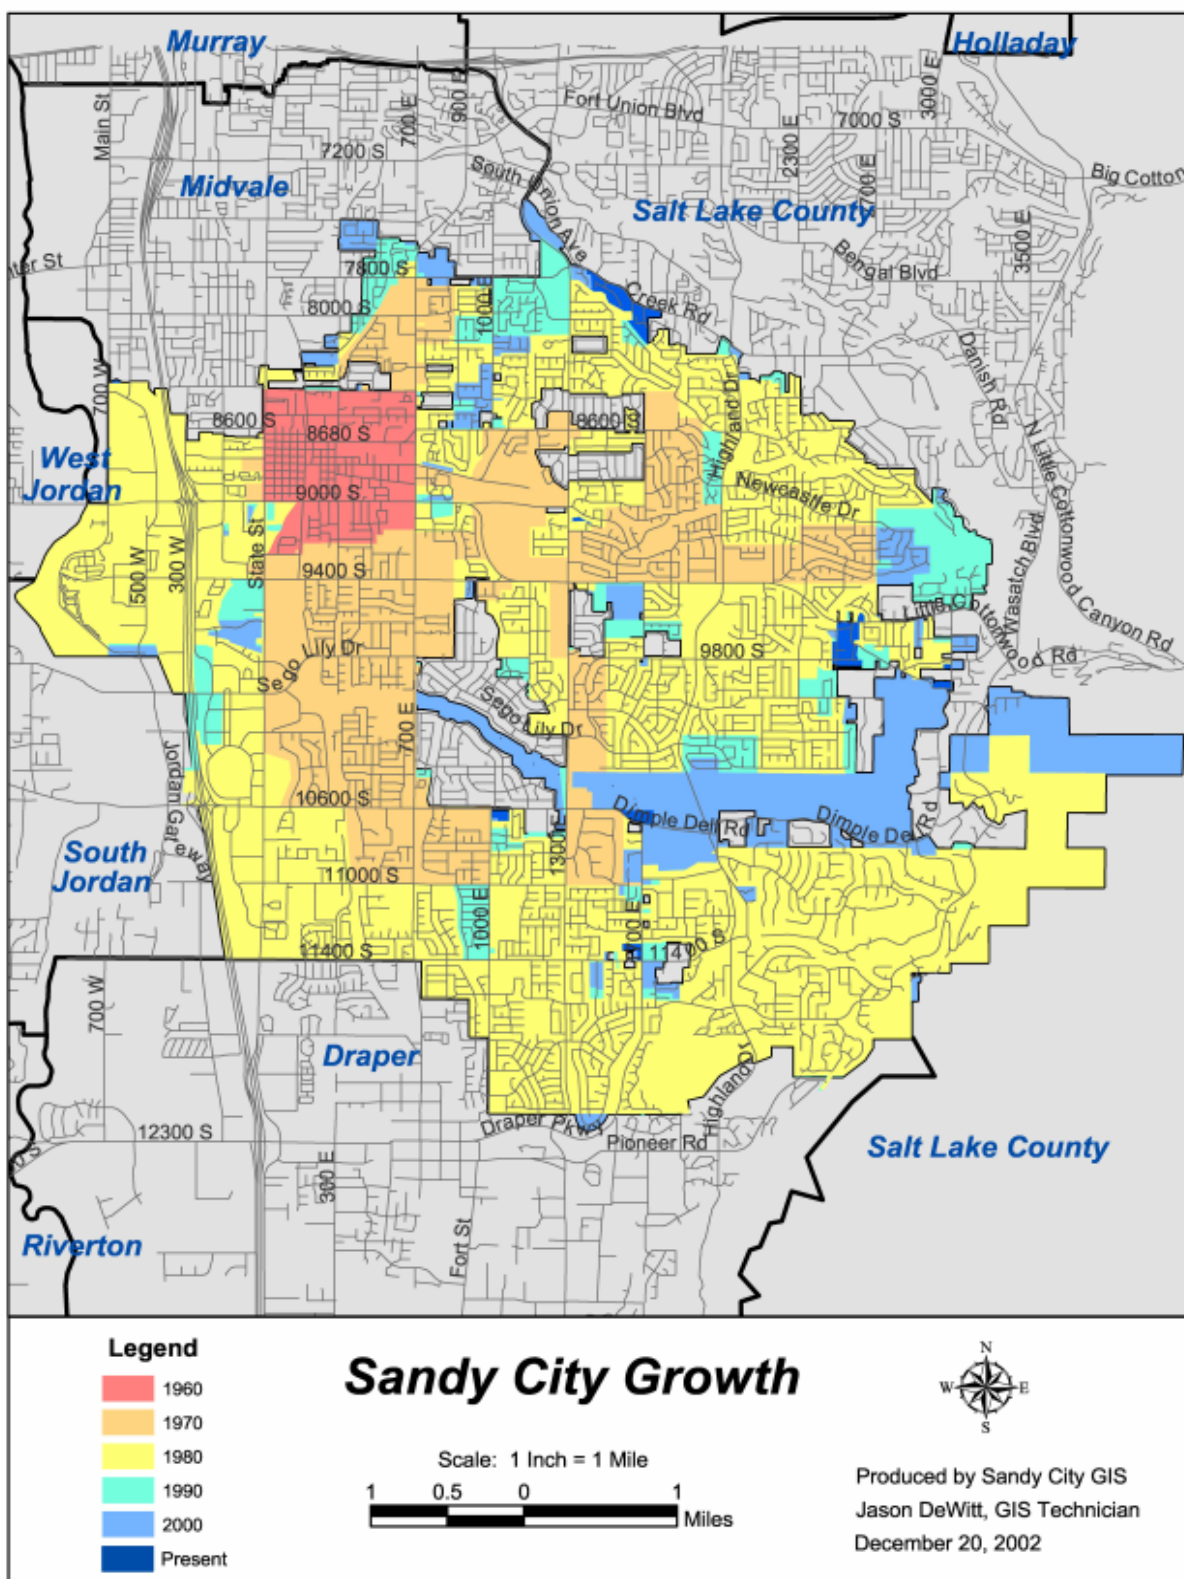 Murray
Holladay
Main St
700 E
900 E
Fort Union Blvd
3000 E
7000 S
2300 E
7200 S
Big Cotton
Midvale
South Union Ave
2700 E
Salt Lake County
3500 E
Bengal Blvd
7800 S
1000 E
Creek Rd
8000 S
Danish Rd
700 W
Highland Dr
8600 S
8600 S
8680 S
N Little Cottonwood Canyon Rd
West
Jordan
9000 S
Newcastle Dr
State St
500 W
300 W
9400 S
Wasatch Blvd
Little Cottonwood Rd
Sego Lily Dr
9800 S
700 E
Sego Lily Dr
Jordan Gateway
10600 S
Dimple Dell Rd
Dimple Dell Rd
1300 E
South
Jordan
11000 S
1000 E
11400 S
11400 S
700 W
Draper
Highland Dr
12300 S
Draper Pkwy
Pioneer Rd
300 E
Salt Lake County
Riverton
Fort St
Legend
1960
1970
1980
1990
2000
Present
Sandy City Growth
Scale: 1 Inch = 1 Mile
1 0.5 0 1
Miles
N
W E
S
Produced by Sandy City GIS
Jason DeWitt, GIS Technician
December 20, 2002